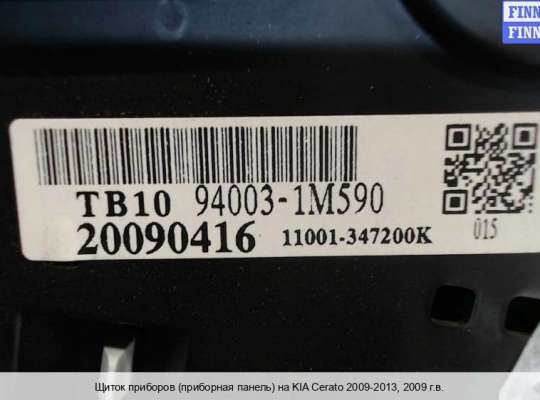 FINN
FINN
TB10 94003-1M590
20090416 11001-347200K
015
Щиток приборов (приборная панель) на KIA Cerato 2009-2013, 2009 г.в.